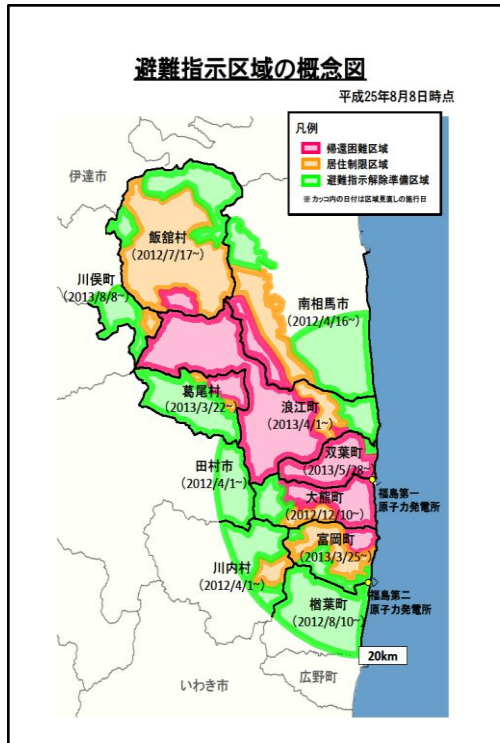 避難指示区域の概念図
平成25年8月8日時点
凡例
帰還困難区域
居住制限区域
避難指示解除準備区域
※ カッコ内の日付は区域見直しの施行日
伊達市
飯舘村
(2012/7/17~)
川俣町
(2013/8/8~)
南相馬市
(2012/4/16~)
葛尾村
(2013/3/22~)
浪江町
(2013/4/1~)
双葉町
(2013/5/28~)
田村市
(2012/4/1~)
大熊町
(2012/12/10~)
福島第一
原子力発電所
富岡町
(2013/3/25~)
川内村
(2012/4/1~)
福島第二
原子力発電所
楢葉町
(2012/8/10~)
20km
広野町
いわき市